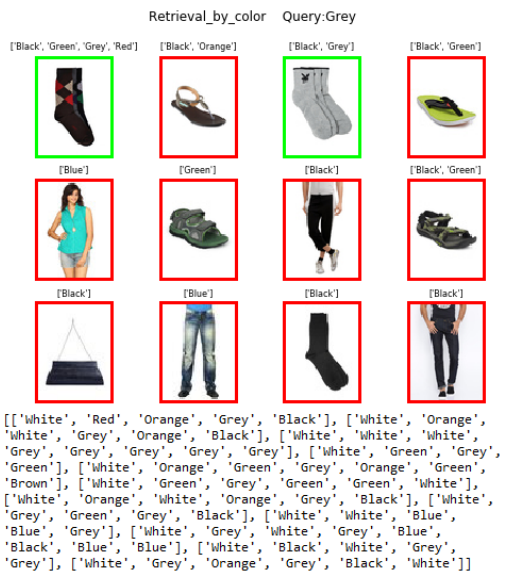 Retrieval_by_color Query:Grey
['Black', 'Green', 'Grey', 'Red'] ['Black', 'Orange'] ['Black', 'Grey'] ['Black', 'Green']
['Blue'] ['Green'] ['Black'] ['Black', 'Green']
['Black'] ['Blue'] ['Black'] ['Black']
[['White', 'Red', 'Orange', 'Grey', 'Black'], ['White', 'Orange',
'White', 'Grey', 'Orange', 'Black'], ['White', 'White', 'White',
'Grey', 'Grey', 'Grey', 'Grey', 'Grey'], ['White', 'Green', 'Grey',
'Green'], ['White', 'Orange', 'Green', 'Grey', 'Orange', 'Green',
'Brown'], ['White', 'Green', 'Grey', 'Green', 'Green', 'White'],
['White', 'Orange', 'White', 'Orange', 'Grey', 'Black'], ['White',
'Grey', 'Green', 'Grey', 'Black'], ['White', 'White', 'Blue',
'Blue', 'Grey'], ['White', 'Grey', 'White', 'Grey', 'Blue',
'Black', 'Blue', 'Blue'], ['White', 'Black', 'White', 'Grey',
'Grey'], ['White', 'Grey', 'Orange', 'Grey', 'Black', 'White']]